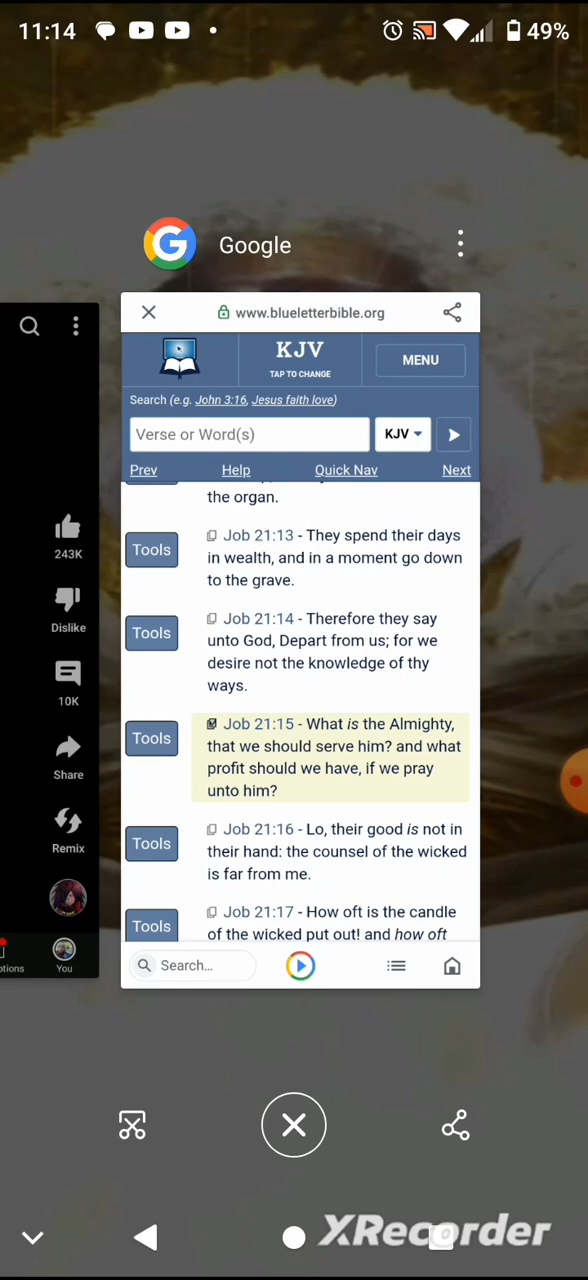 11:14
49%
Google
www.blueletterbible.org
KJV
TAP TO CHANGE
MENU
Search (e.g. John 3:16, Jesus faith love)
Verse or Word(s)
KJV
Prev Help Quick Nav Next
the organ.
Tools
Job 21:13 - They spend their days
in wealth, and in a moment go down
to the grave.
Tools
Job 21:14 - Therefore they say
unto God, Depart from us; for we
desire not the knowledge of thy
ways.
Tools
Job 21:15 - What is the Almighty,
that we should serve him? and what
profit should we have, if we pray
unto him?
Tools
Job 21:16 - Lo, their good is not in
their hand: the counsel of the wicked
is far from me.
Tools
Job 21:17 - How oft is the candle
of the wicked put out! and how oft
Search...
243K
Dislike
10K
Share
Remix
otions
You
XRecorder